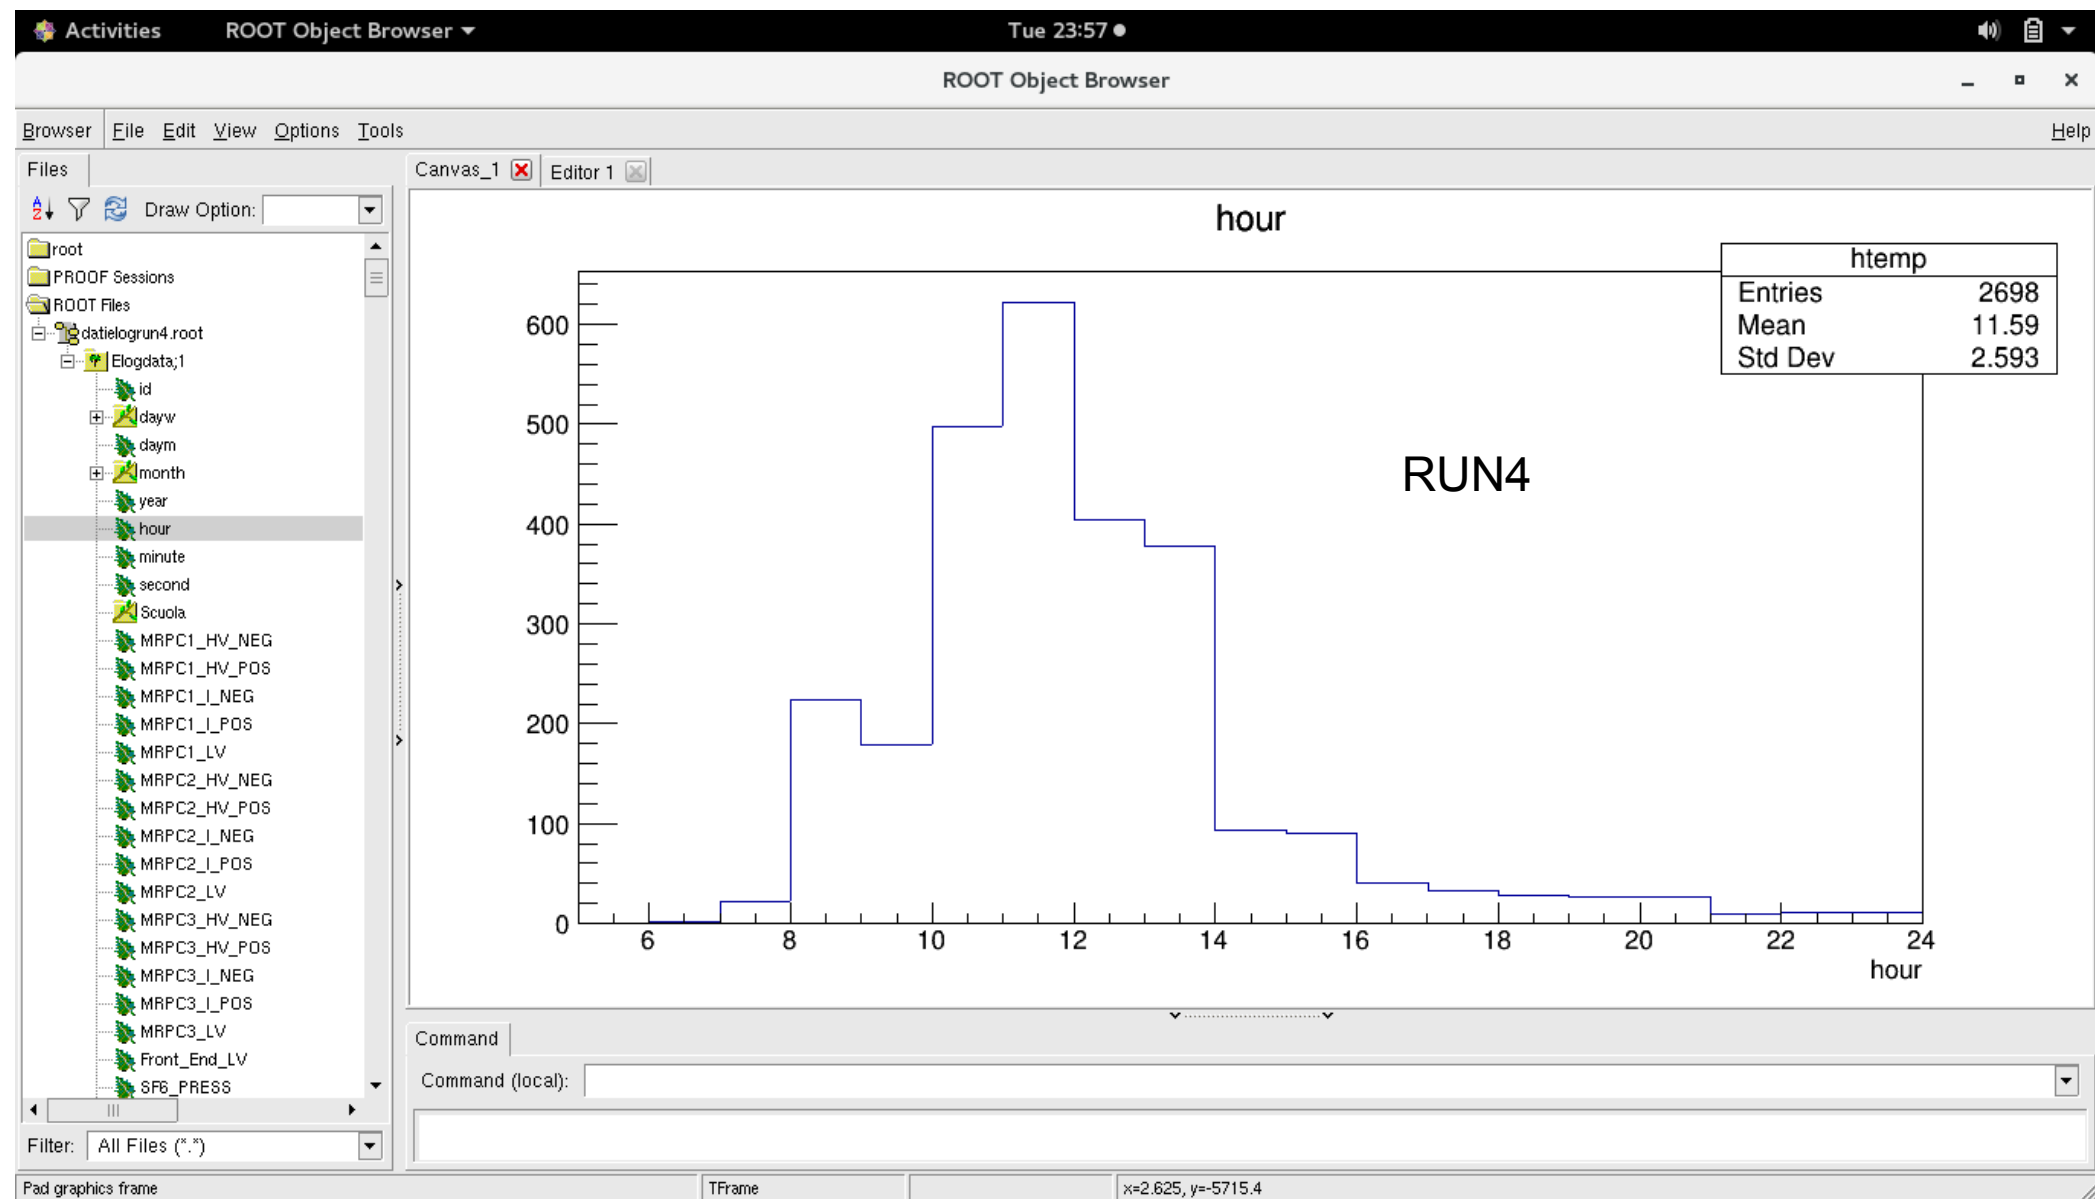 Activities ROOT Object Browser Tue 23:57
ROOT Object Browser
Browser File Edit View Options Tools Help
Files
Draw Option:
root
PROOF Sessions
ROOT Files
datielogrun4.root
Elogdata;1
id
dayw
daym
month
year
hour
minute
second
Scuola
MRPC1_HV_NEG
MRPC1_HV_POS
MRPC1_I_NEG
MRPC1_I_POS
MRPC1_LV
MRPC2_HV_NEG
MRPC2_HV_POS
MRPC2_I_NEG
MRPC2_I_POS
MRPC2_LV
MRPC3_HV_NEG
MRPC3_HV_POS
MRPC3_I_NEG
MRPC3_I_POS
MRPC3_LV
Front_End_LV
SF6_PRESS
Filter: All Files (*.*)
Canvas_1 Editor 1
hour
htemp
Entries 2698
Mean 11.59
Std Dev 2.593
RUN4
600
500
400
300
200
100
0
6 8 10 12 14 16 18 20 22 24
hour
Command
Command (local):
Pad graphics frame TFrame x=2.625, y=-5715.4